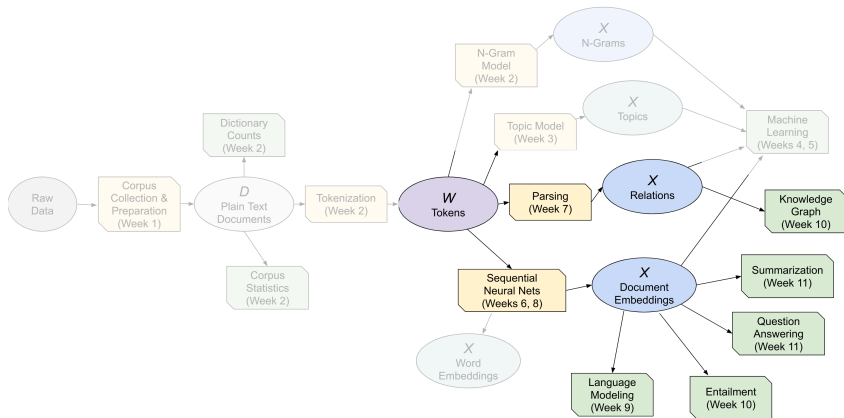 X
N-Grams
N-Gram
Model
(Week 2)
X
Topics
Dictionary
Counts
(Week 2)
Topic Model
(Week 3)
Machine
Learning
(Weeks 4, 5)
Raw
Data
Corpus
Collection &
Preparation
(Week 1)
D
Plain Text
Documents
Tokenization
(Week 2)
W
Tokens
Parsing
(Week 7)
X
Relations
Knowledge
Graph
(Week 10)
Corpus
Statistics
(Week 2)
Sequential
Neural Nets
(Weeks 6, 8)
X
Document
Embeddings
Summarization
(Week 11)
Question
Answering
(Week 11)
X
Word
Embeddings
Language
Modeling
(Week 9)
Entailment
(Week 10)